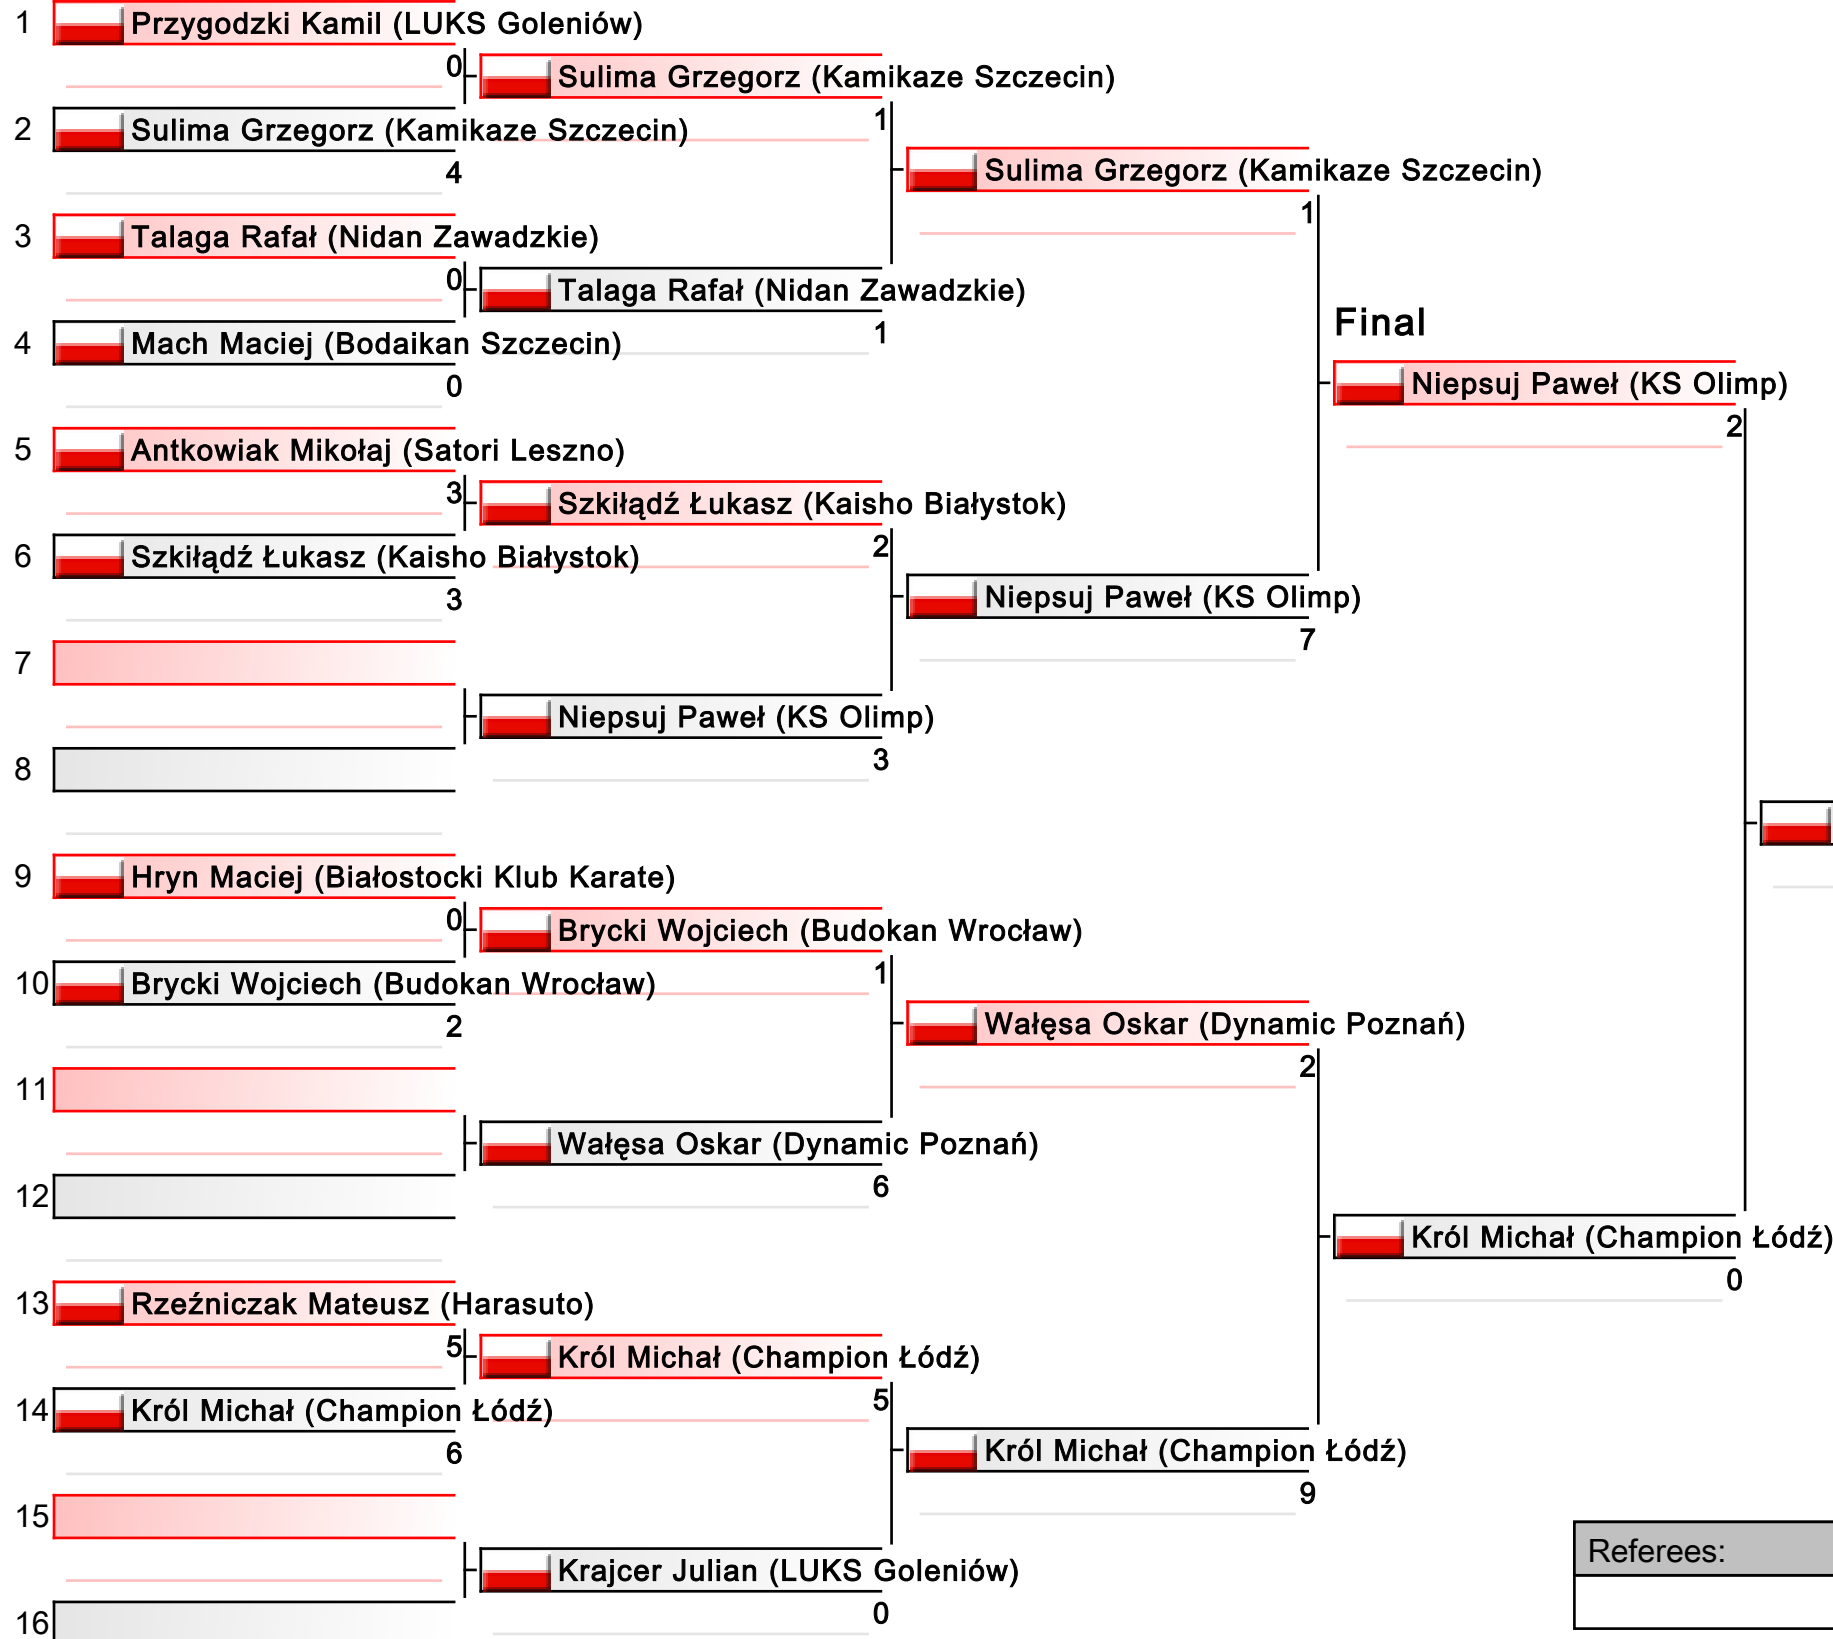 1 Przygodzki Kamil (LUKS Goleniów)
0
Sulima Grzegorz (Kamikaze Szczecin)
1
2 Sulima Grzegorz (Kamikaze Szczecin)
4
Sulima Grzegorz (Kamikaze Szczecin)
1
3 Talaga Rafał (Nidan Zawadzkie)
0
Talaga Rafał (Nidan Zawadzkie)
1
4 Mach Maciej (Bodaikan Szczecin)
0
Final
Niepsuj Paweł (KS Olimp)
2
5 Antkowiak Mikołaj (Satori Leszno)
3
Szkiłądź Łukasz (Kaisho Białystok)
2
6 Szkiłądź Łukasz (Kaisho Białystok)
3
Niepsuj Paweł (KS Olimp)
7
7
Niepsuj Paweł (KS Olimp)
3
8
9 Hryn Maciej (Białostocki Klub Karate)
0
Brycki Wojciech (Budokan Wrocław)
1
10 Brycki Wojciech (Budokan Wrocław)
2
Wałęsa Oskar (Dynamic Poznań)
2
11
Wałęsa Oskar (Dynamic Poznań)
6
12
Król Michał (Champion Łódź)
0
13 Rzeźniczak Mateusz (Harasuto)
5
Król Michał (Champion Łódź)
5
14 Król Michał (Champion Łódź)
6
Król Michał (Champion Łódź)
9
15
Krajcer Julian (LUKS Goleniów)
0
16
Referees: